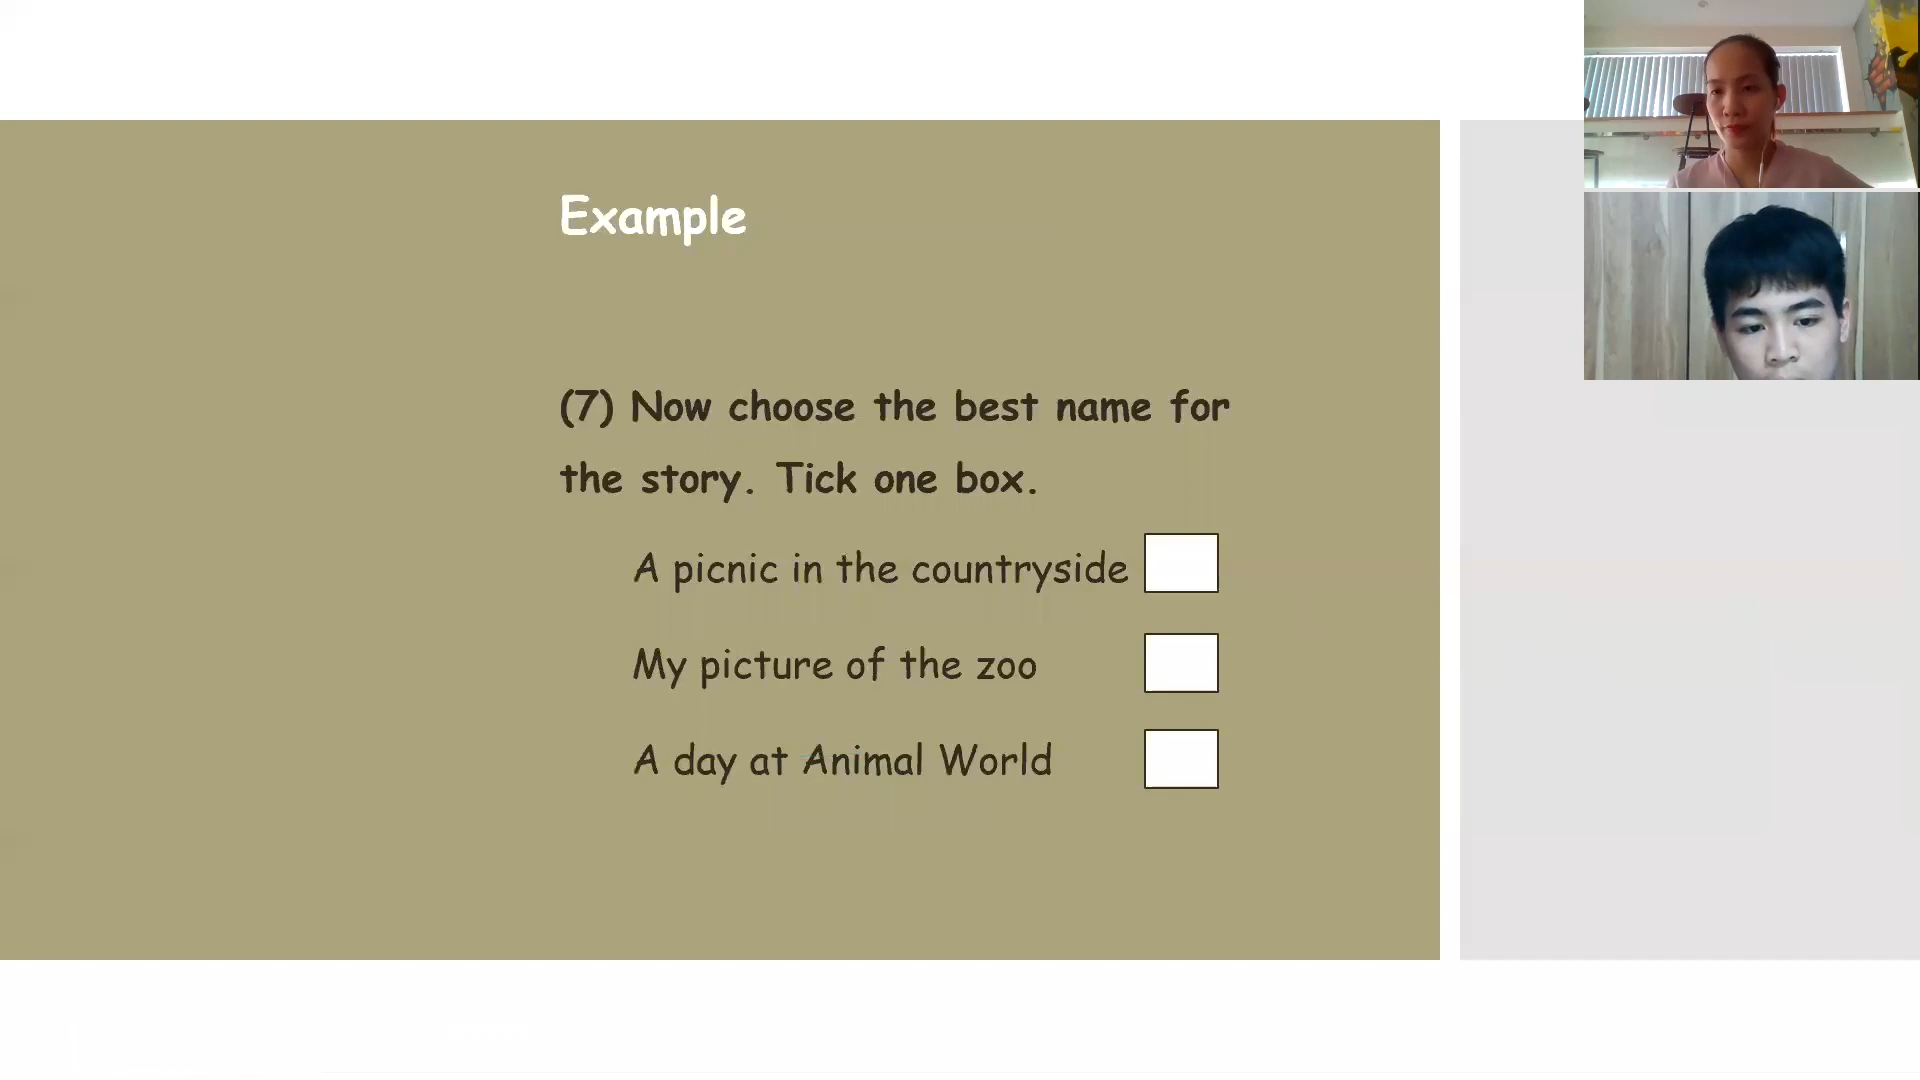 Example
(7) Now choose the best name for
the story. Tick one box.
A picnic in the countryside
My picture of the zoo
A day at Animal World